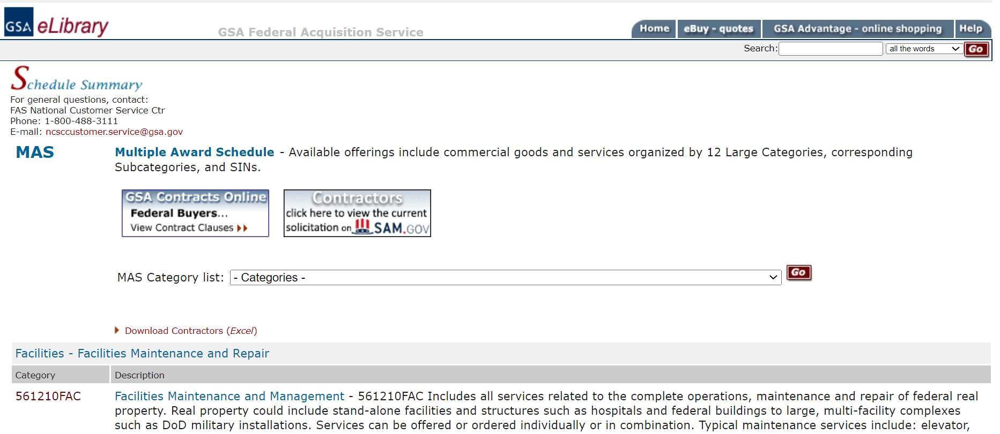 GSA eLibrary
GSA Federal Acquisition Service
Home
eBuy - quotes
GSA Advantage - online shopping
Help
Search:
all the words
Go
Schedule Summary
For general questions, contact:
FAS National Customer Service Ctr
Phone: 1-800-488-3111
E-mail: ncsccustomer.service@gsa.gov
MAS
Multiple Award Schedule - Available offerings include commercial goods and services organized by 12 Large Categories, corresponding
Subcategories, and SINs.
GSA Contracts Online
Federal Buyers...
View Contract Clauses
Contractors
click here to view the current
solicitation on SAM.GOV
MAS Category list:
- Categories -
Go
Download Contractors (Excel)
Facilities - Facilities Maintenance and Repair
Category
Description
561210FAC
Facilities Maintenance and Management - 561210FAC Includes all services related to the complete operations, maintenance and repair of federal real
property. Real property could include stand-alone facilities and structures such as hospitals and federal buildings to large, multi-facility complexes
such as DoD military installations. Services can be offered or ordered individually or in combination. Typical maintenance services include: elevator,